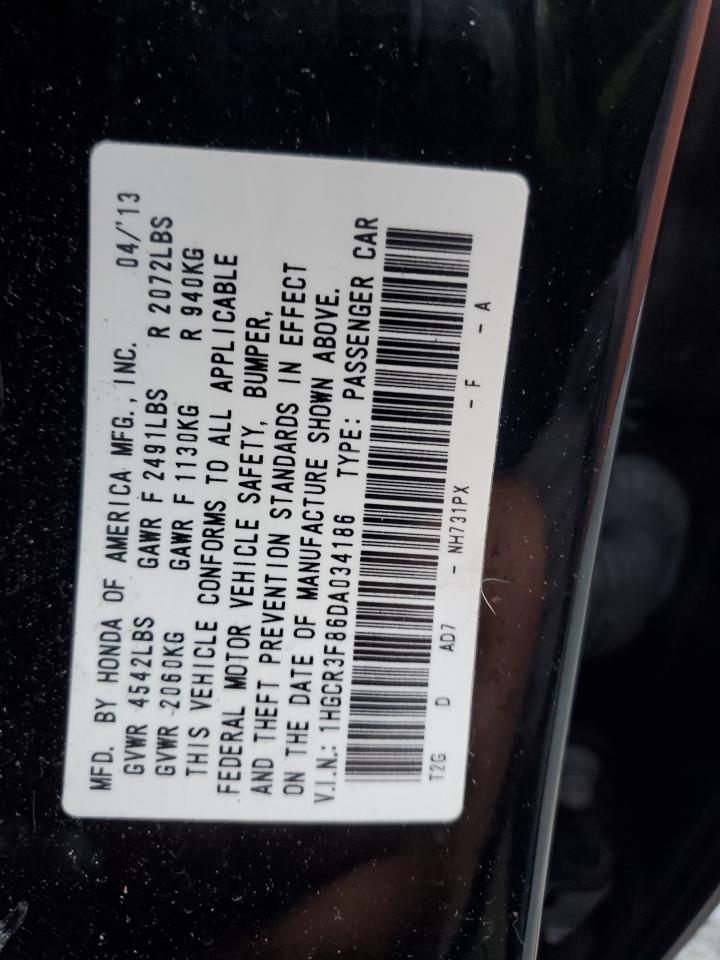 MFD. BY HONDA OF AMERICA MFG., INC. 04/'13
GVWR 4542LBS GAWR F 2491LBS R 2072LBS
GVWR 2060KG GAWR F 1130KG R 940KG
THIS VEHICLE CONFORMS TO ALL APPLICABLE
FEDERAL MOTOR VEHICLE SAFETY, BUMPER,
AND THEFT PREVENTION STANDARDS IN EFFECT
ON THE DATE OF MANUFACTURE SHOWN ABOVE.
V.I.N.: 1HGCR3F86DA034186 TYPE: PASSENGER CAR
T2G D AD7 - NH731PX - F - A